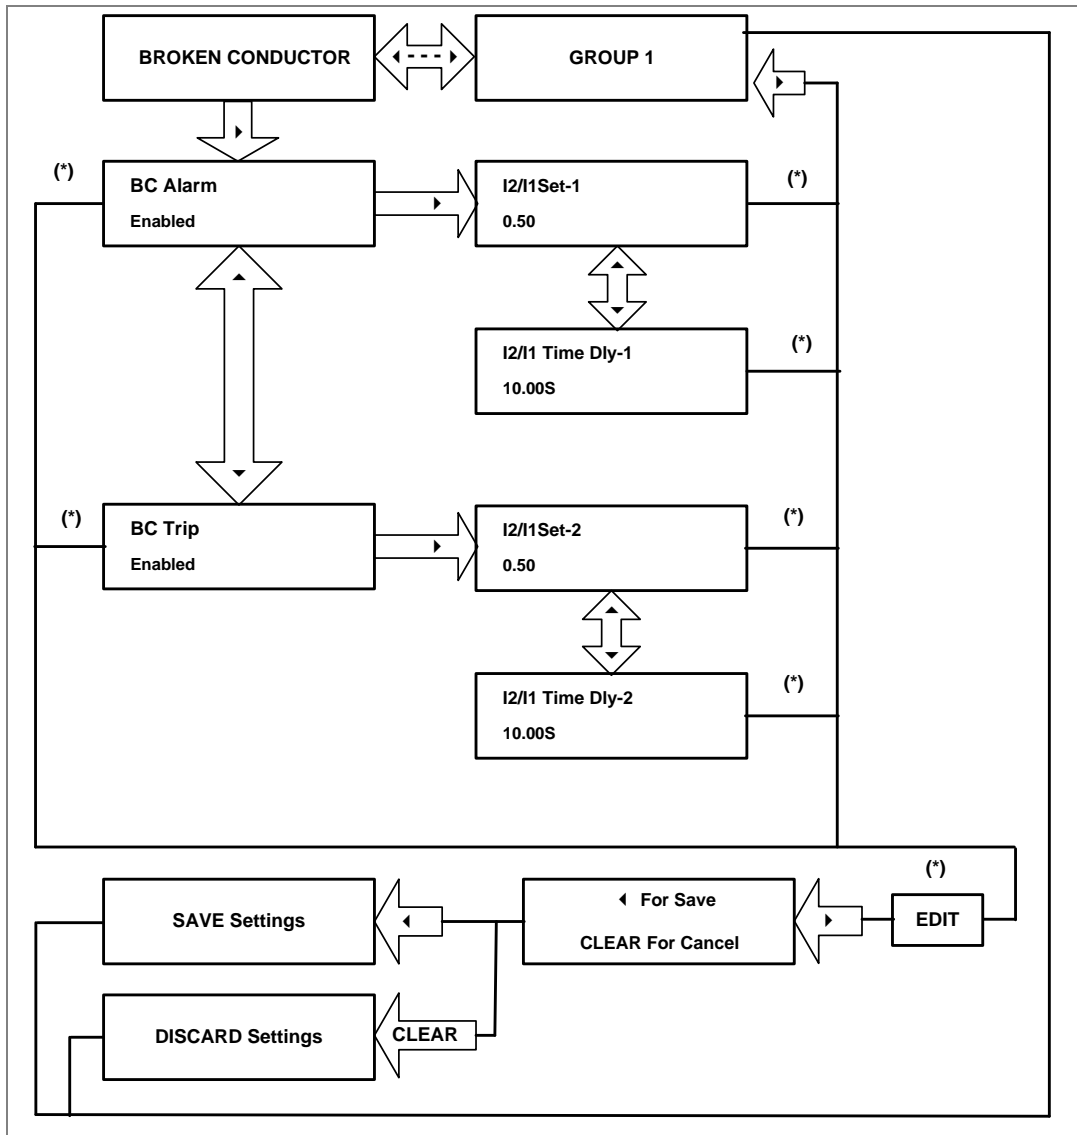 BROKEN CONDUCTOR
GROUP 1
(*)
BC Alarm
Enabled
I2/I1Set-1
0.50
(*)
I2/I1 Time Dly-1
10.00S
(*)
(*)
BC Trip
Enabled
I2/I1Set-2
0.50
(*)
I2/I1 Time Dly-2
10.00S
(*)
(*)
SAVE Settings
For Save
CLEAR For Cancel
EDIT
DISCARD Settings
CLEAR